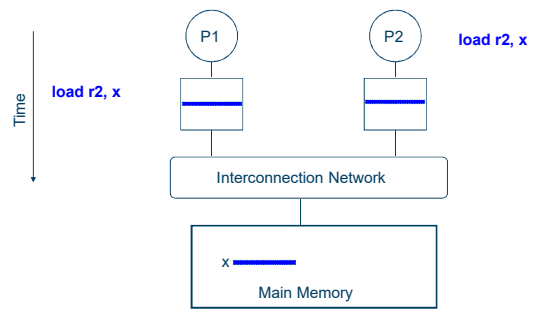 P1
P2
load r2, x
load r2, x
Time
Interconnection Network
x
Main Memory